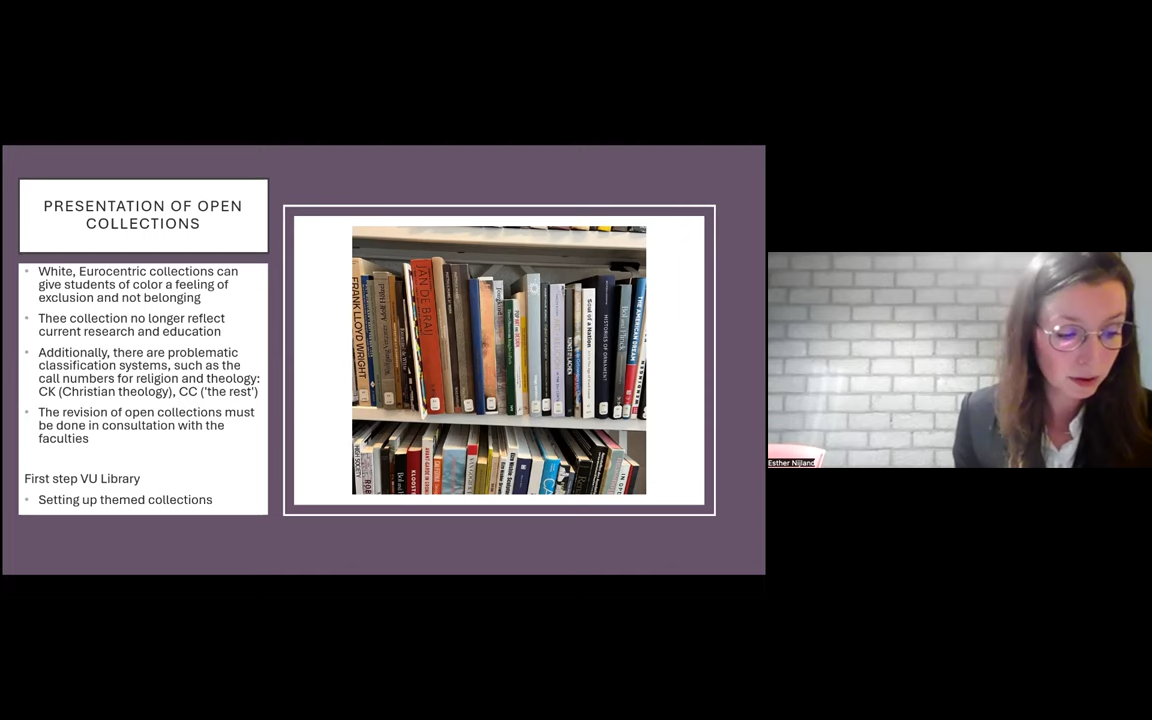 PRESENTATION OF OPEN
COLLECTIONS
White, Eurocentric collections can
give students of color a feeling of
exclusion and not belonging
Thee collection no longer reflect
current research and education
Additionally, there are problematic
classification systems, such as the
call numbers for religion and theology:
CK (Christian theology), CC ('the rest')
The revision of open collections must
be done in consultation with the
faculties
First step VU Library
Setting up themed collections
FRANK LLOYD WRIGHT
JAN DE BRAY
Soul of a Nation
HISTORIES OF ORNAMENT
THE AMERICAN DREAM
Esther Nijland